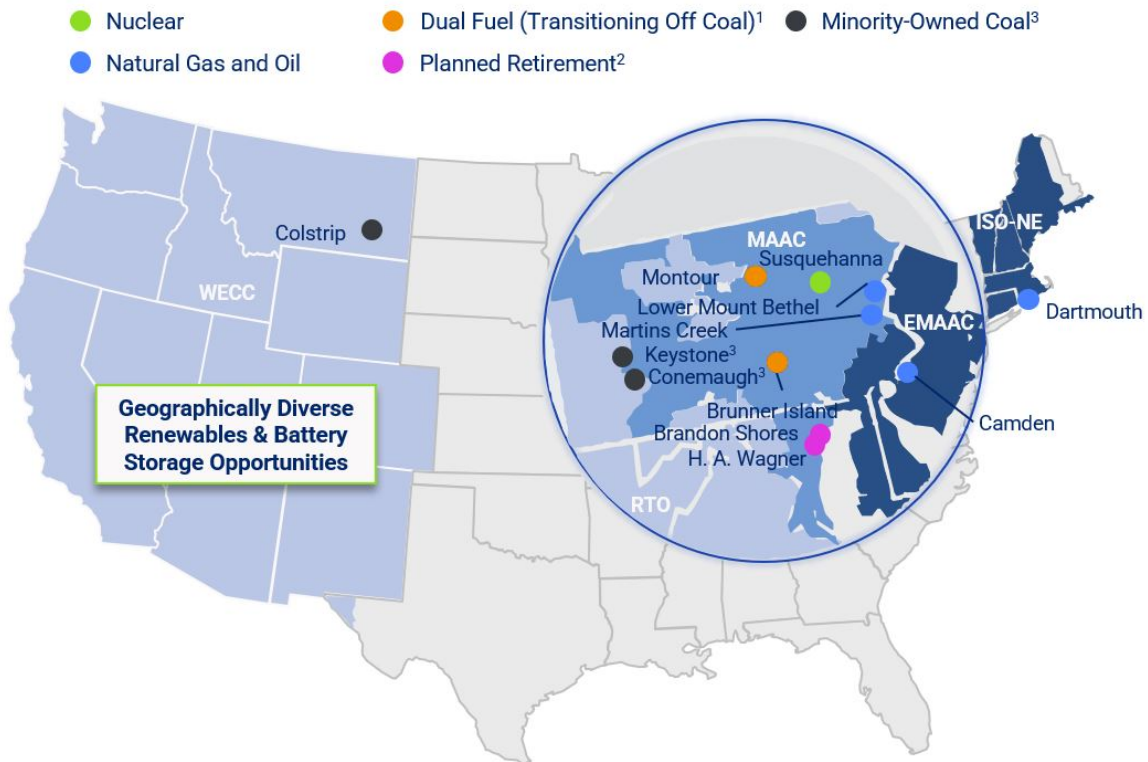 Nuclear
Dual Fuel (Transitioning Off Coal)¹
Minority-Owned Coal³
Natural Gas and Oil
Planned Retirement²
ISO-NE
Colstrip
MAAC
Susquehanna
Montour
WECC
Lower Mount Bethel
Dartmouth
Martins Creek
EMAAC
Keystone³
Conemaugh³
Geographically Diverse
Renewables & Battery
Storage Opportunities
Brunner Island
Camden
Brandon Shores
H. A. Wagner
RTO